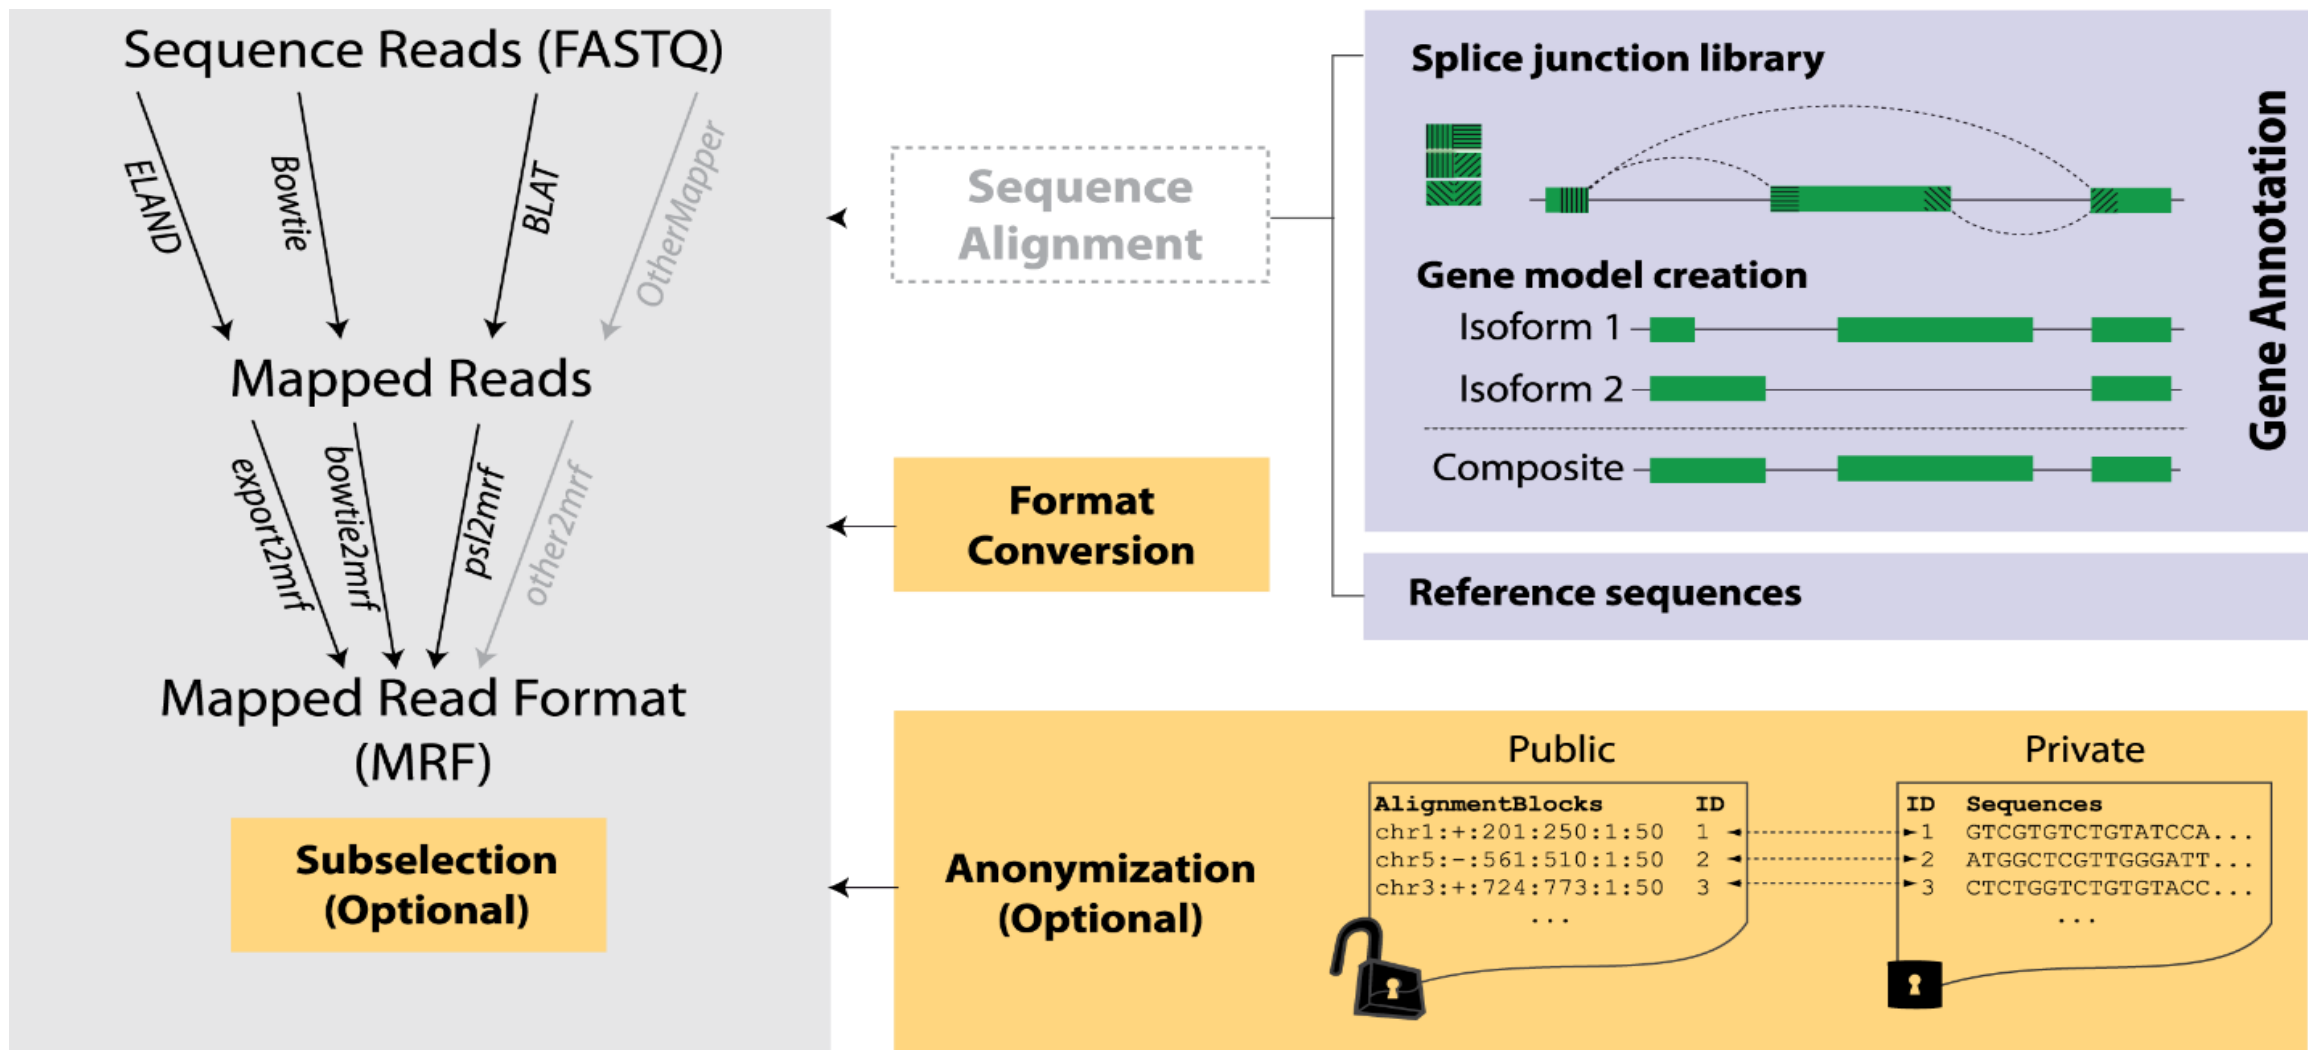 Sequence Reads (FASTQ)
ELAND
Bowtie
BLAT
OtherMapper
Mapped Reads
export2mrf
bowtie2mrf
psl2mrf
other2mrf
Mapped Read Format
(MRF)
Subselection
(Optional)
Sequence
Alignment
Format
Conversion
Splice junction library
Gene model creation
Isoform 1
Isoform 2
Composite
Gene Annotation
Reference sequences
Anonymization
(Optional)
Public
AlignmentBlocks ID
chr1:+:201:250:1:50 1
chr5:-:561:510:1:50 2
chr3:+:724:773:1:50 3
...
Private
ID Sequences
1 GTCGTGTCTGTATCCA...
2 ATGGCTCGTTGGGATT...
3 CTCTGGTCTGTGTACC...
...